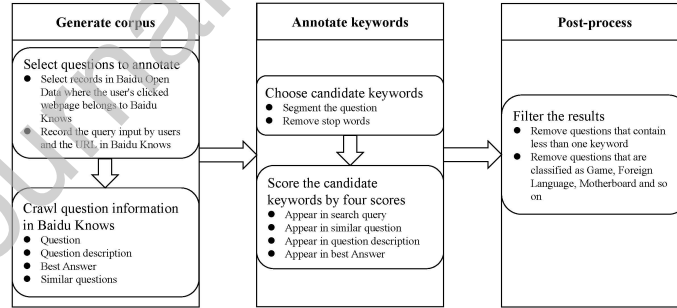 Generate corpus
Select questions to annotate
● Select records in Baidu Open
Data where the user's clicked
webpage belongs to Baidu
Knows
● Record the query input by users
and the URL in Baidu Knows
Crawl question information
in Baidu Knows
● Question
● Question description
● Best Answer
● Similar questions
Annotate keywords
Choose candidate keywords
● Segment the question
● Remove stop words
Score the candidate
keywords by four scores
● Appear in search query
● Appear in similar question
● Appear in question description
● Appear in best Answer
Post-process
Filter the results
● Remove questions that contain
less than one keyword
● Remove questions that are
classified as Game, Foreign
Language, Motherboard and so
on